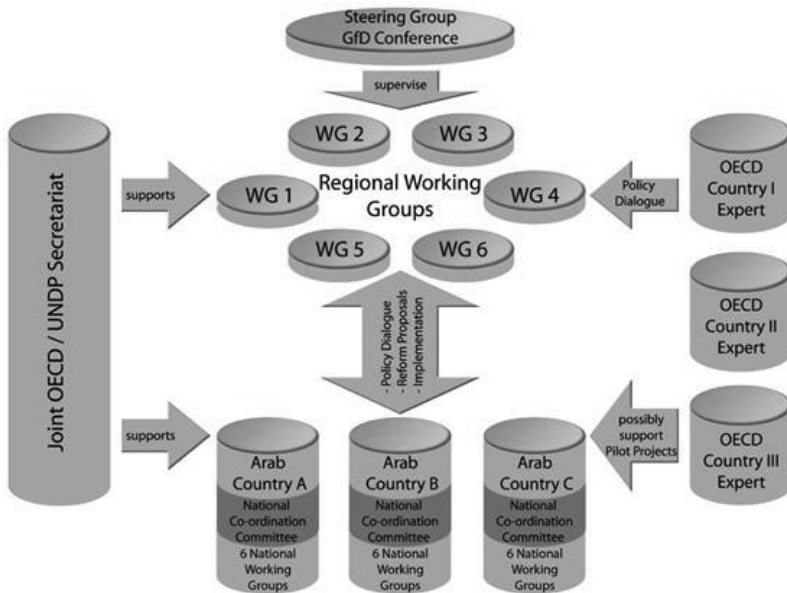 Steering Group
GfD Conference
supervise
WG 2
WG 3
WG 1
Regional Working
Groups
WG 4
WG 5
WG 6
Joint OECD / UNDP Secretariat
supports
supports
Policy
Dialogue
OECD
Country I
Expert
OECD
Country II
Expert
OECD
Country III
Expert
- Policy Dialogue
- Reform Proposals
- Implementation
possibly
support
Pilot Projects
Arab
Country A
National
Co-ordination
Committee
6 National
Working
Groups
Arab
Country B
National
Co-ordination
Committee
6 National
Working
Groups
Arab
Country C
National
Co-ordination
Committee
6 National
Working
Groups